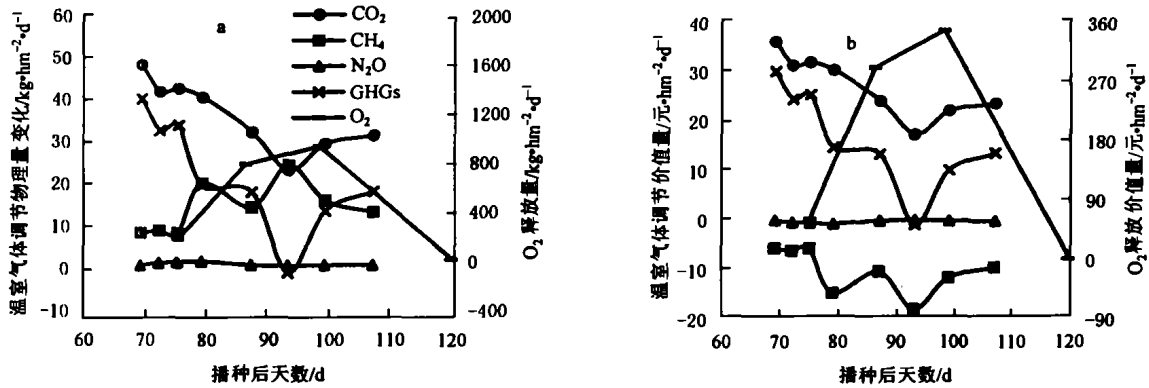 a
CO₂
CH₄
N₂O
GHGs
O₂
温室气体调节物理量 变化/kg•hm⁻²•d⁻¹
60
50
40
30
20
10
0
-10
2000
1600
1200
800
400
0
-400
O₂释放量/kg•hm⁻²•d⁻¹
60 70 80 90 100 110 120
播种后天数/d
b
温室气体调节价值量/元•hm⁻²•d⁻¹
40
30
20
10
0
-10
-20
360
270
180
90
0
-90
O₂释放价值量/元•hm⁻²•d⁻¹
60 70 80 90 100 110 120
播种后天数/d